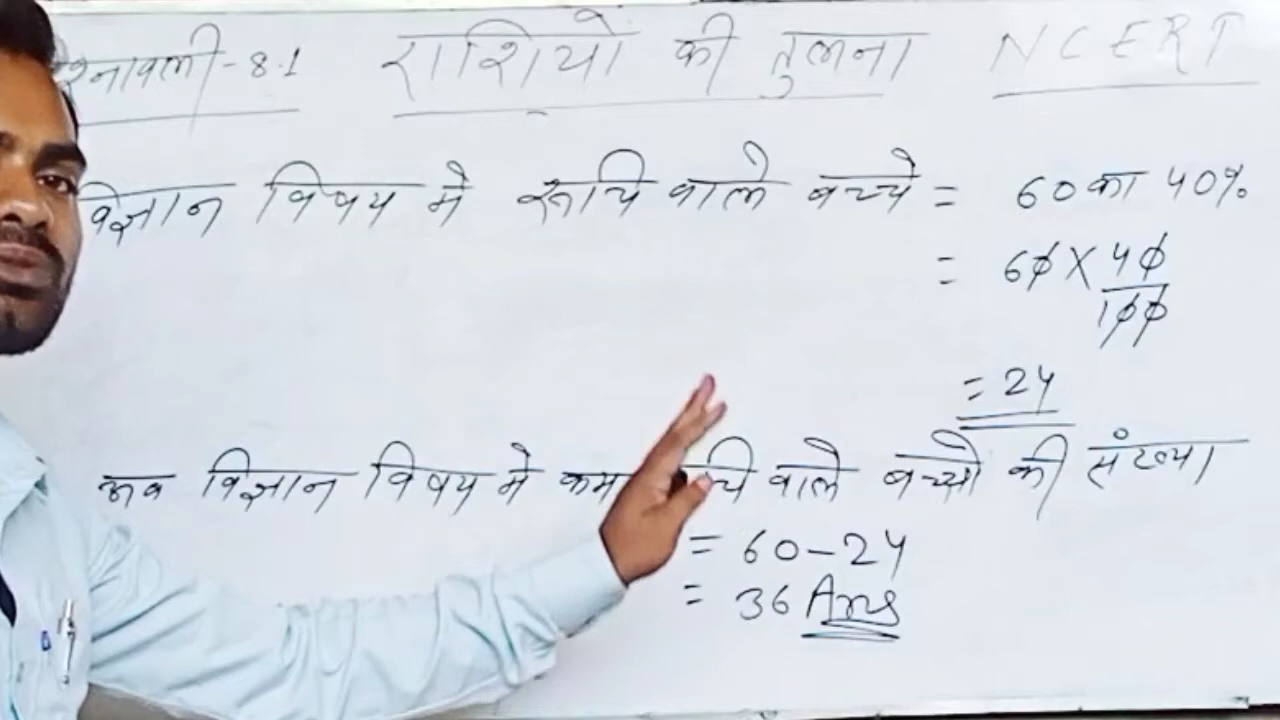 श्नावली-8.1 राशियो की तुलना NCERT
विज्ञान विषय मे रूचि वाले बच्चे = 60 का 40%
= 60 X 40/100
= 24
अब विज्ञान विषय मे कम चि वाले बच्चो की संख्या
= 60-24
= 36 Ans